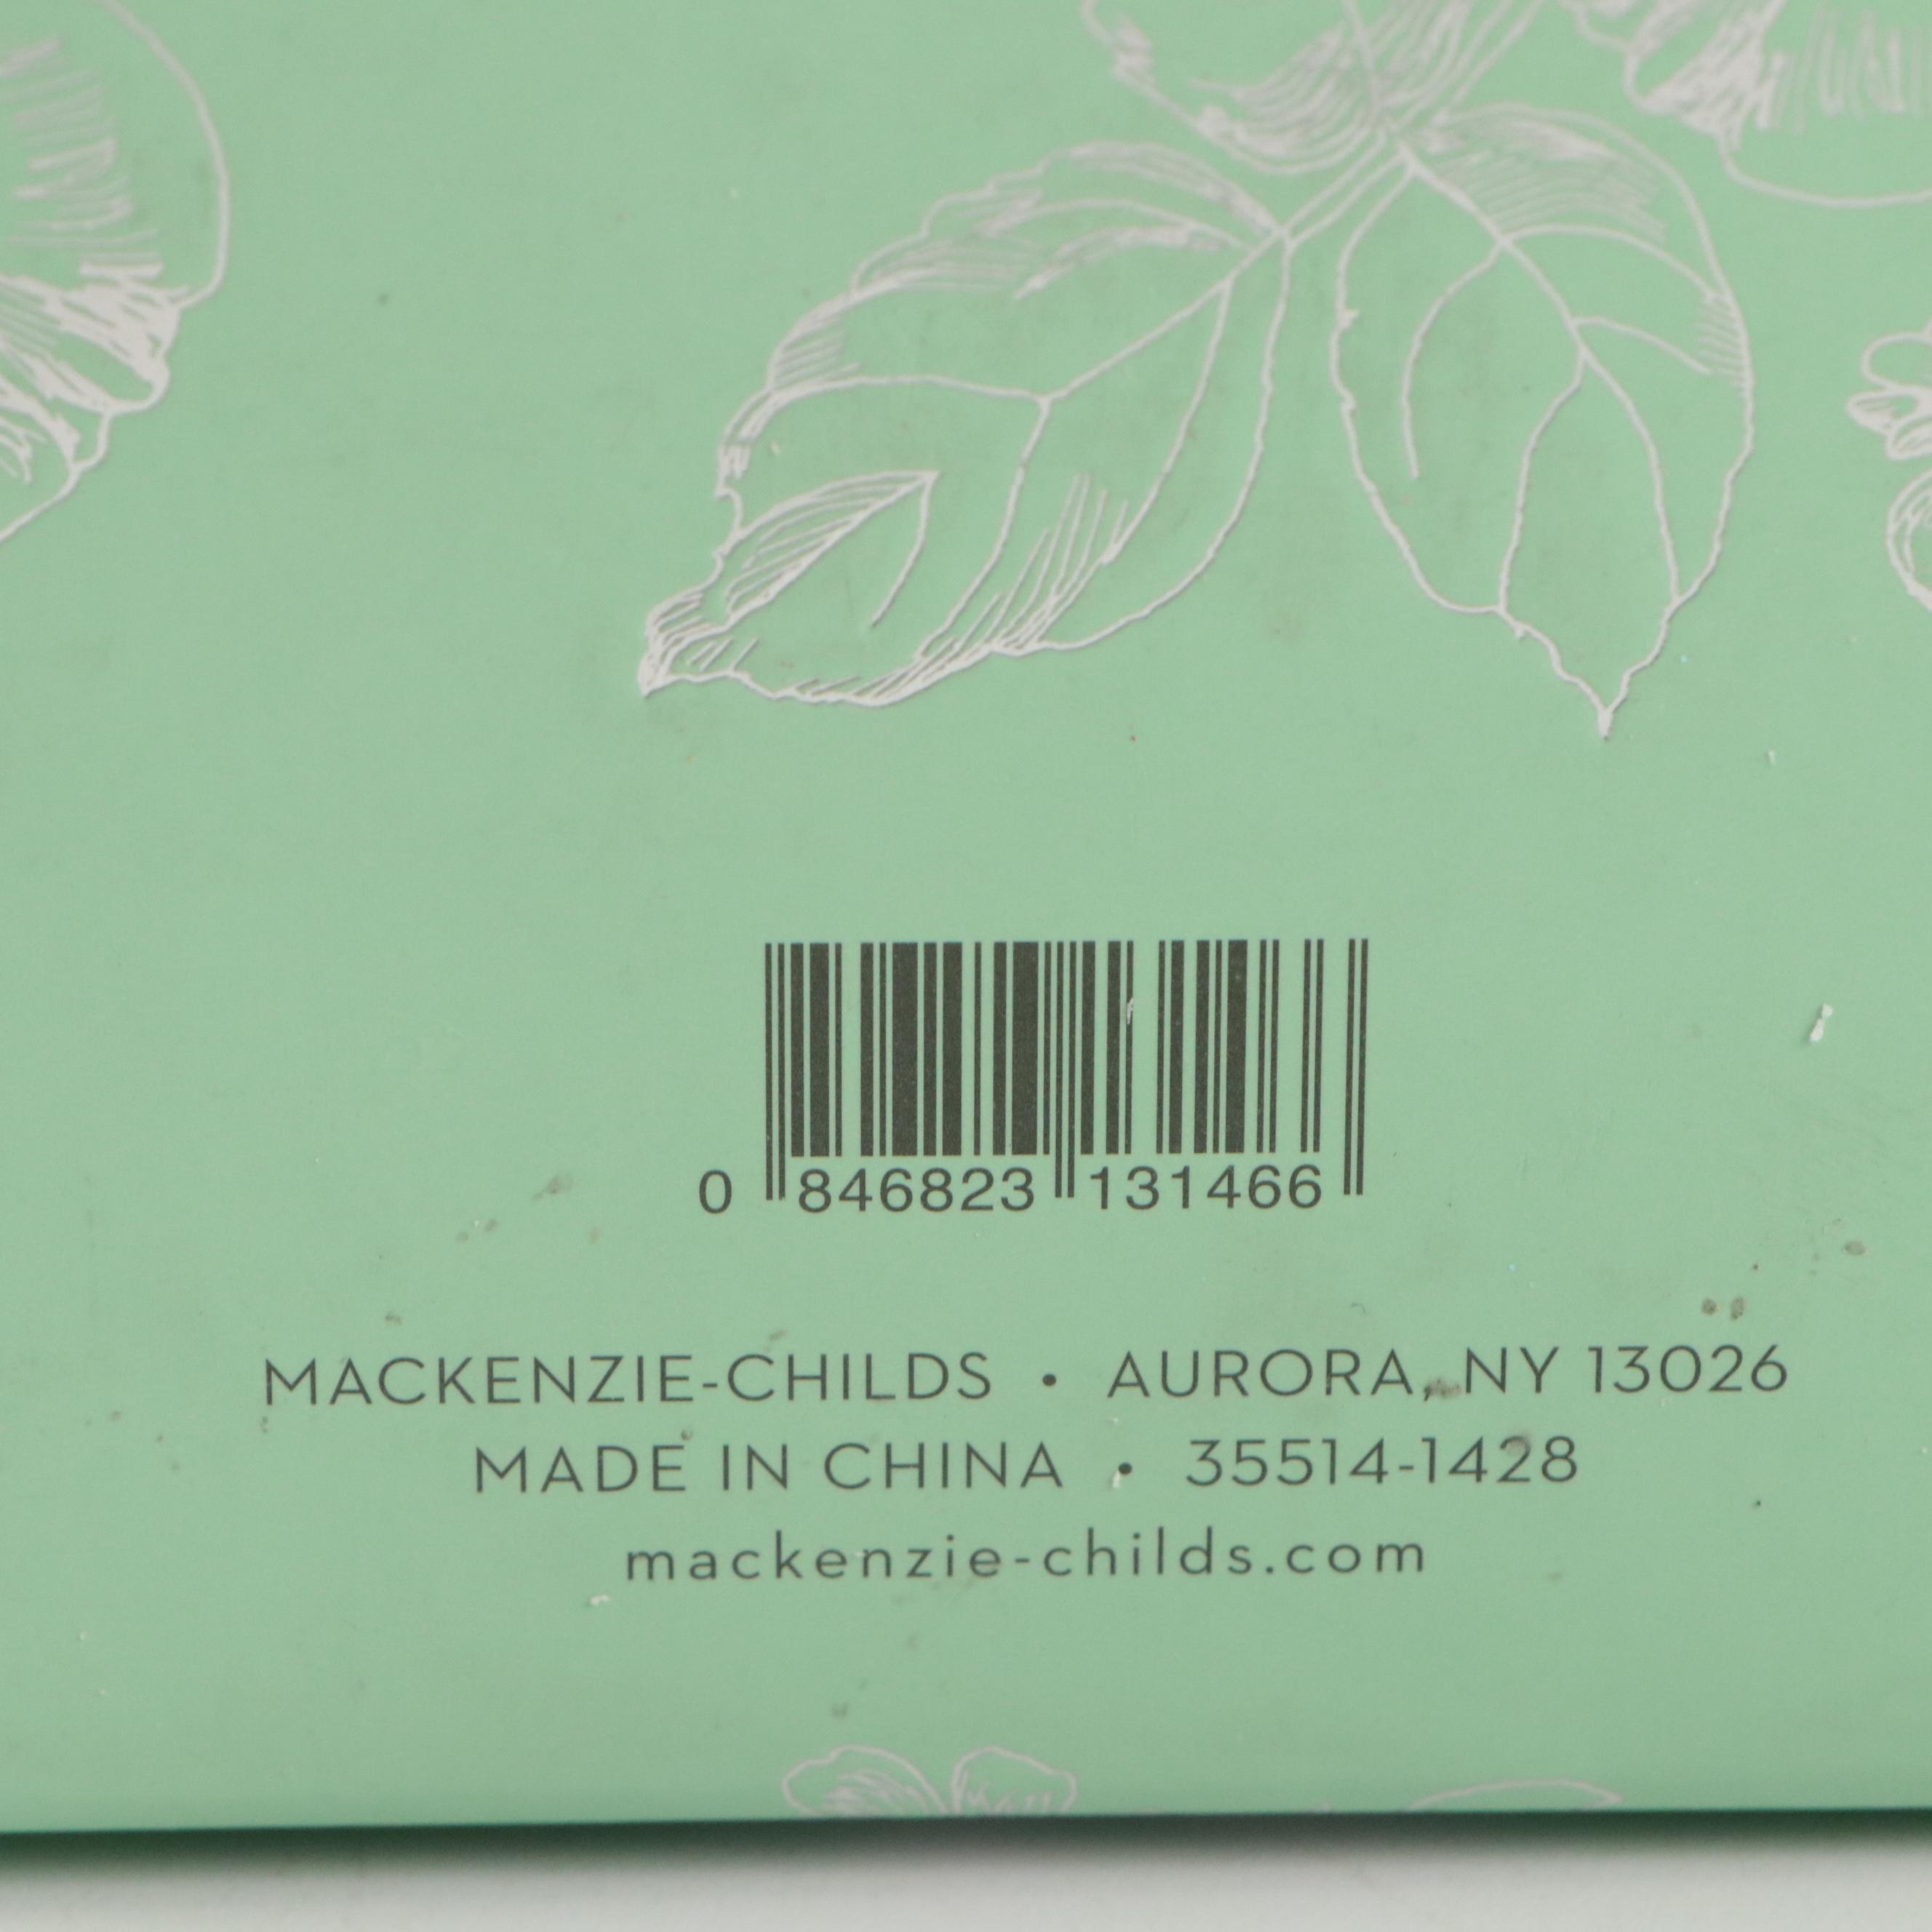 0 846823 131466
MACKENZIE-CHILDS • AURORA, NY 13026
MADE IN CHINA • 35514-1428
mackenzie-childs.com